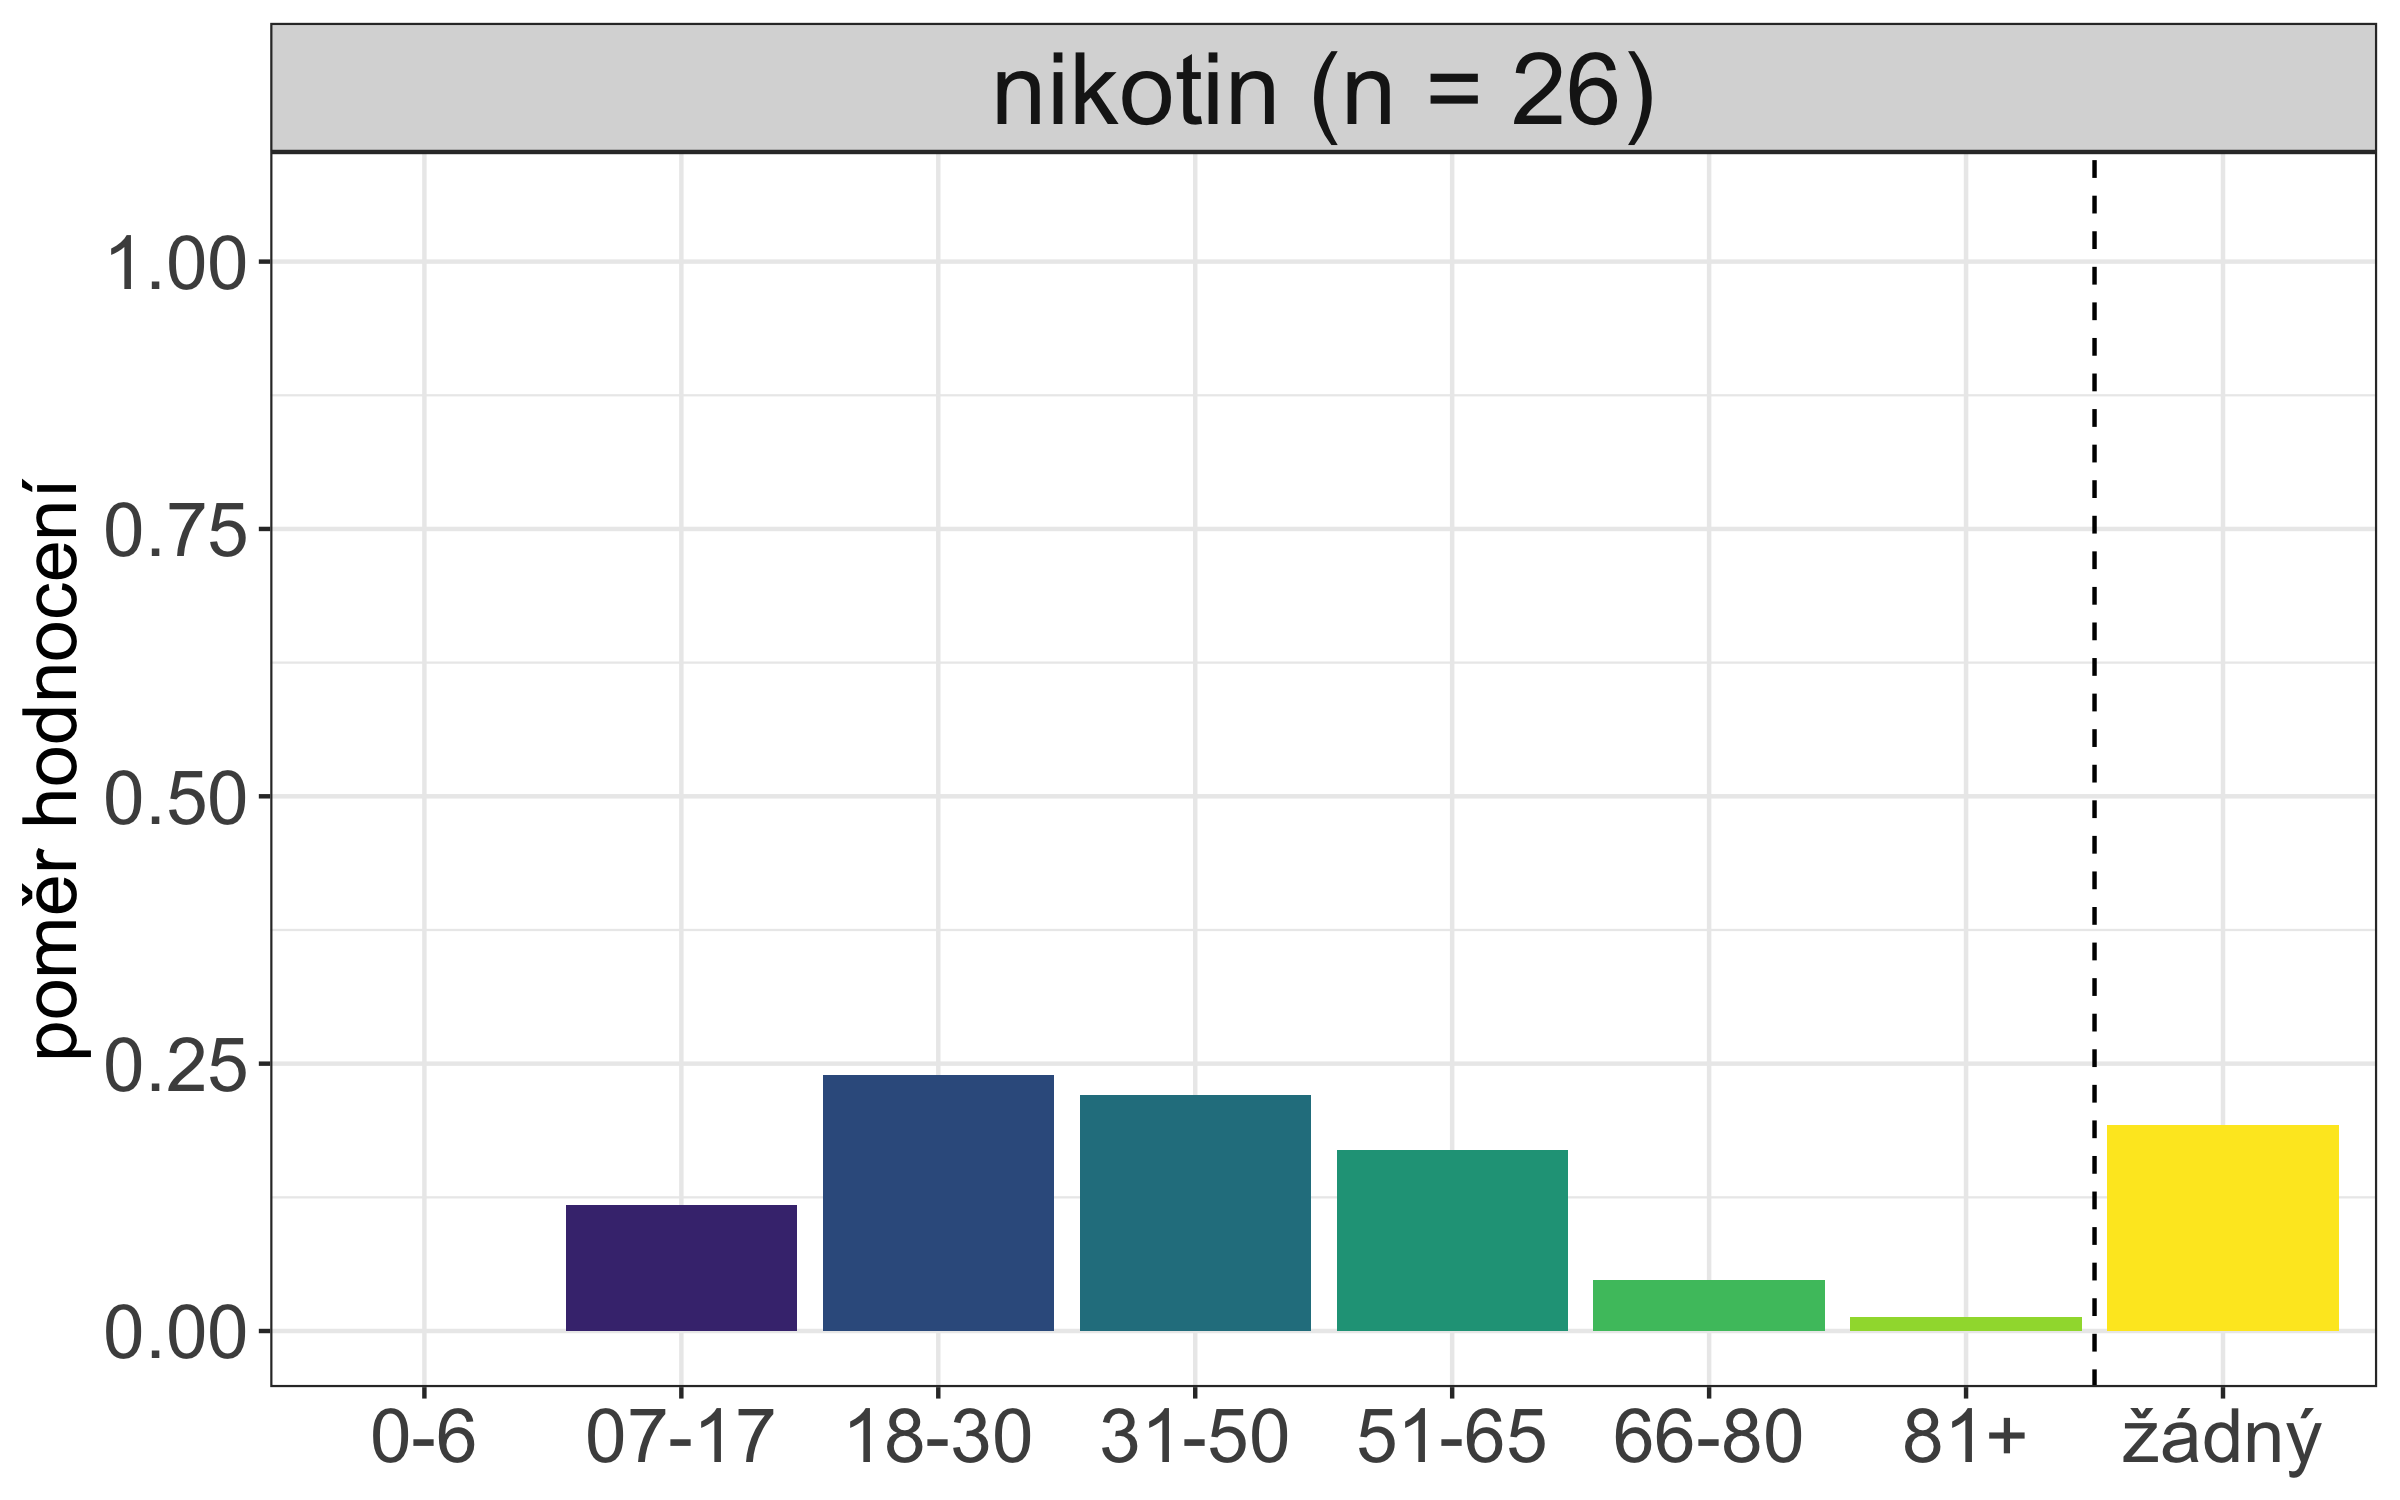 nikotin (n = 26)
poměr hodnocení
1.00
0.75
0.50
0.25
0.00
0-6 07-17 18-30 31-50 51-65 66-80 81+ žádný